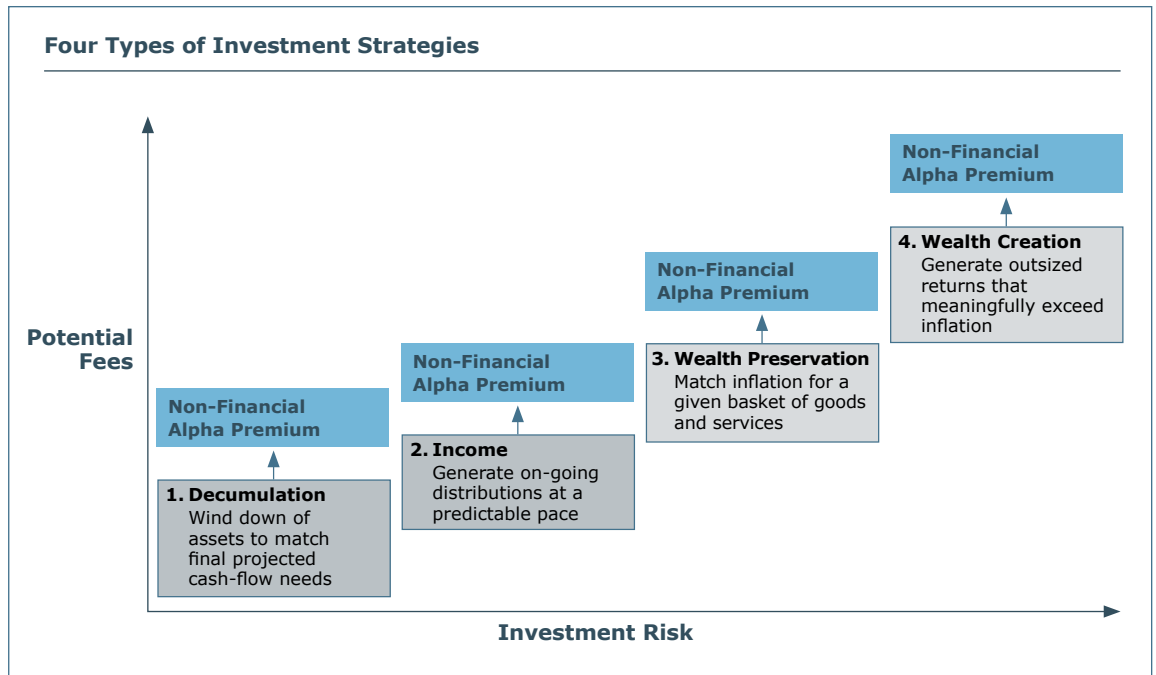 Four Types of Investment Strategies
Potential
Fees
Non-Financial
Alpha Premium
1. Decumulation
Wind down of
assets to match
final projected
cash-flow needs
Non-Financial
Alpha Premium
2. Income
Generate on-going
distributions at a
predictable pace
Non-Financial
Alpha Premium
3. Wealth Preservation
Match inflation for a
given basket of goods
and services
Non-Financial
Alpha Premium
4. Wealth Creation
Generate outsized
returns that
meaningfully exceed
inflation
Investment Risk